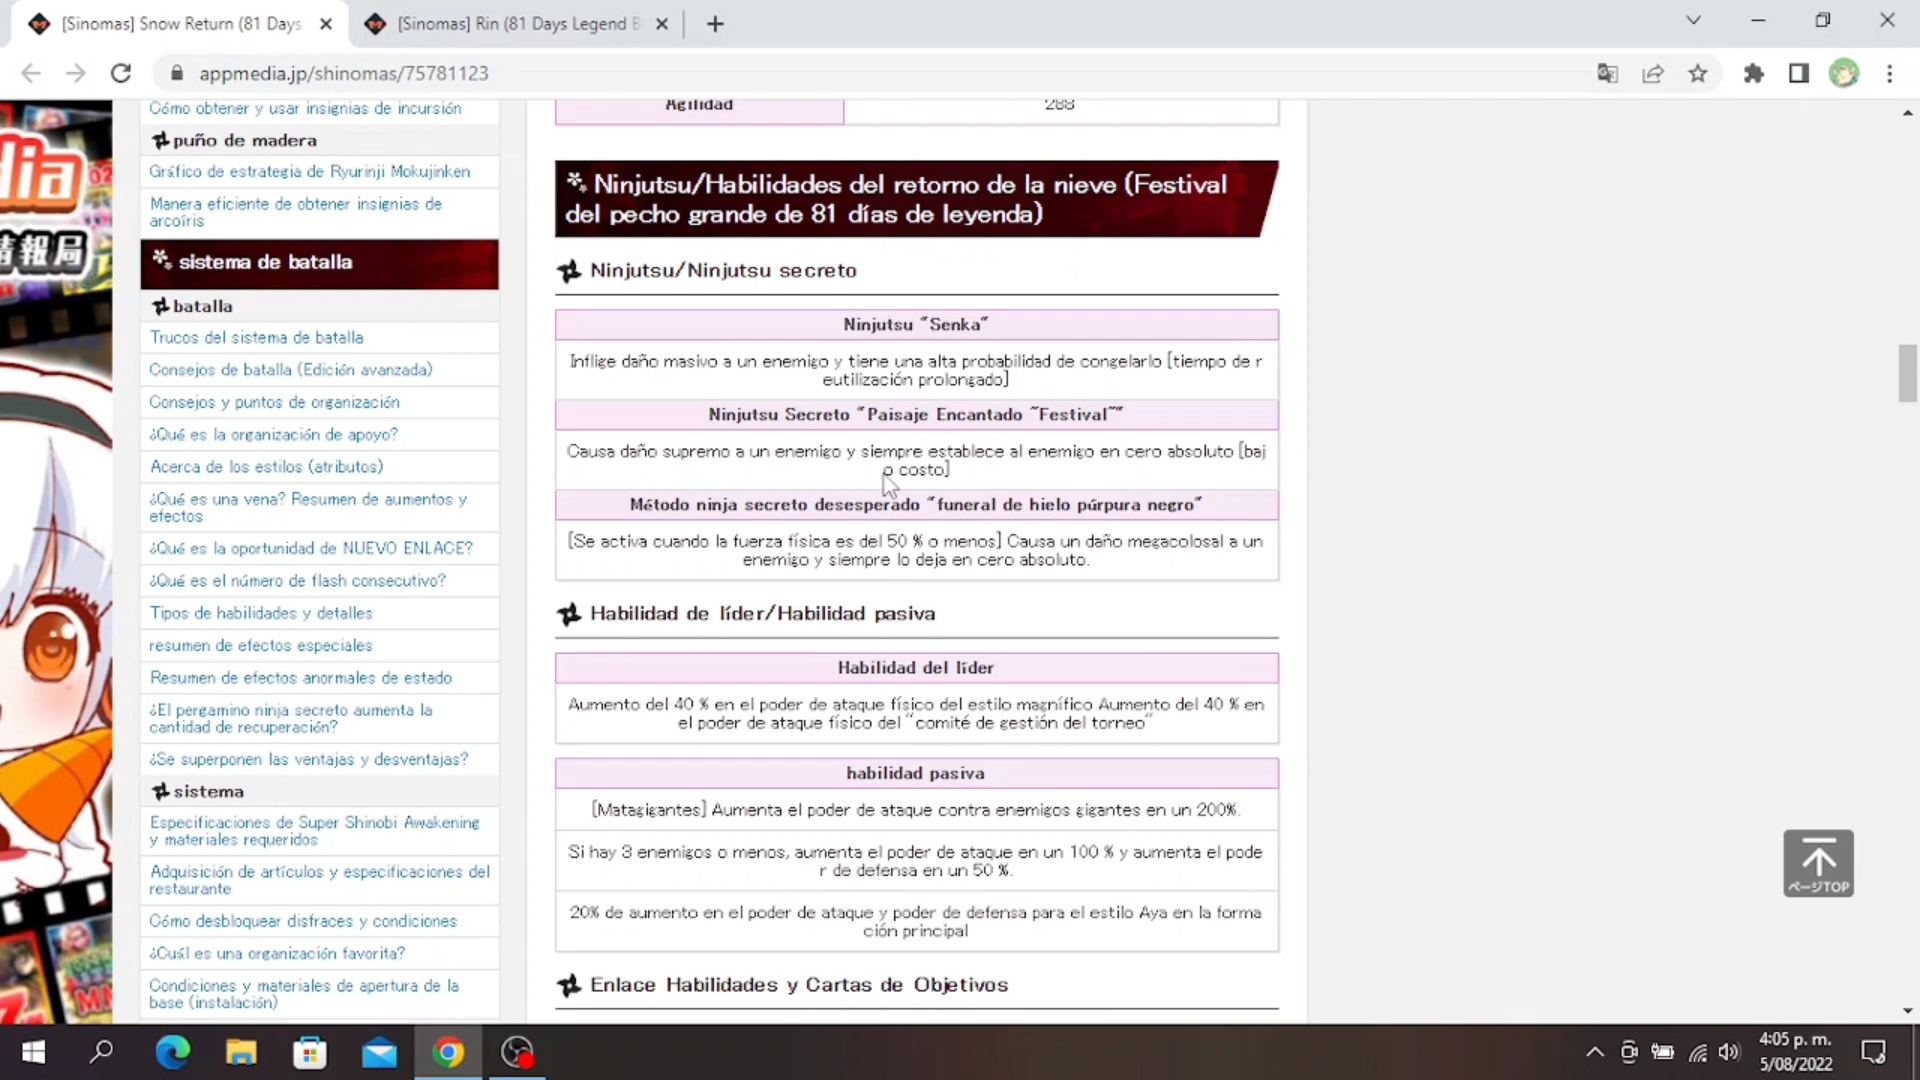 [Sinomas] Snow Return (81 Days
[Sinomas] Rin (81 Days Legend B
appmedia.jp/shinomas/75781123
Cómo obtener y usar insignias de incursión
puño de madera
Gráfico de estrategia de Ryurinji Mokujinken
Manera eficiente de obtener insignias de
arcoíris
sistema de batalla
batalla
Trucos del sistema de batalla
Consejos de batalla (Edición avanzada)
Consejos y puntos de organización
¿Qué es la organización de apoyo?
Acerca de los estilos (atributos)
¿Qué es una vena? Resumen de aumentos y
efectos
¿Qué es la oportunidad de NUEVO ENLACE?
¿Qué es el número de flash consecutivo?
Tipos de habilidades y detalles
resumen de efectos especiales
Resumen de efectos anormales de estado
¿El pergamino ninja secreto aumenta la
cantidad de recuperación?
¿Se superponen las ventajas y desventajas?
sistema
Especificaciones de Super Shinobi Awakening
y materiales requeridos
Adquisición de artículos y especificaciones del
restaurante
Cómo desbloquear disfraces y condiciones
¿Cuál es una organización favorita?
Condiciones y materiales de apertura de la
base (instalación)
Agilidad 288
Ninjutsu/Habilidades del retorno de la nieve (Festival
del pecho grande de 81 días de leyenda)
Ninjutsu/Ninjutsu secreto
Ninjutsu "Senka"
Inflige daño masivo a un enemigo y tiene una alta probabilidad de congelarlo [tiempo de r
eutilización prolongado]
Ninjutsu Secreto "Paisaje Encantado ~Festival~"
Causa daño supremo a un enemigo y siempre establece al enemigo en cero absoluto [baj
o costo]
Método ninja secreto desesperado "funeral de hielo púrpura negro"
[Se activa cuando la fuerza física es del 50 % o menos] Causa un daño megacolosal a un
enemigo y siempre lo deja en cero absoluto.
Habilidad de líder/Habilidad pasiva
Habilidad del líder
Aumento del 40 % en el poder de ataque físico del estilo magnífico Aumento del 40 % en
el poder de ataque físico del "comité de gestión del torneo"
habilidad pasiva
[Matagigantes] Aumenta el poder de ataque contra enemigos gigantes en un 200%.
Si hay 3 enemigos o menos, aumenta el poder de ataque en un 100 % y aumenta el pode
r de defensa en un 50 %.
20% de aumento en el poder de ataque y poder de defensa para el estilo Aya en la forma
ción principal
Enlace Habilidades y Cartas de Objetivos
ページTOP
dia
情報局
4:05 p. m.
5/08/2022